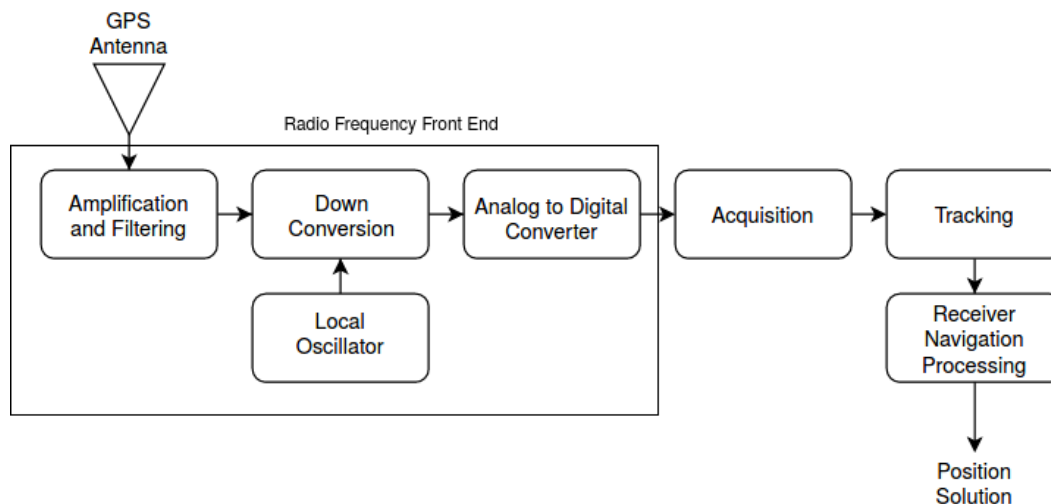 GPS
Antenna
Radio Frequency Front End
Amplification
and Filtering
Down
Conversion
Analog to Digital
Converter
Acquisition
Tracking
Local
Oscillator
Receiver
Navigation
Processing
Position
Solution